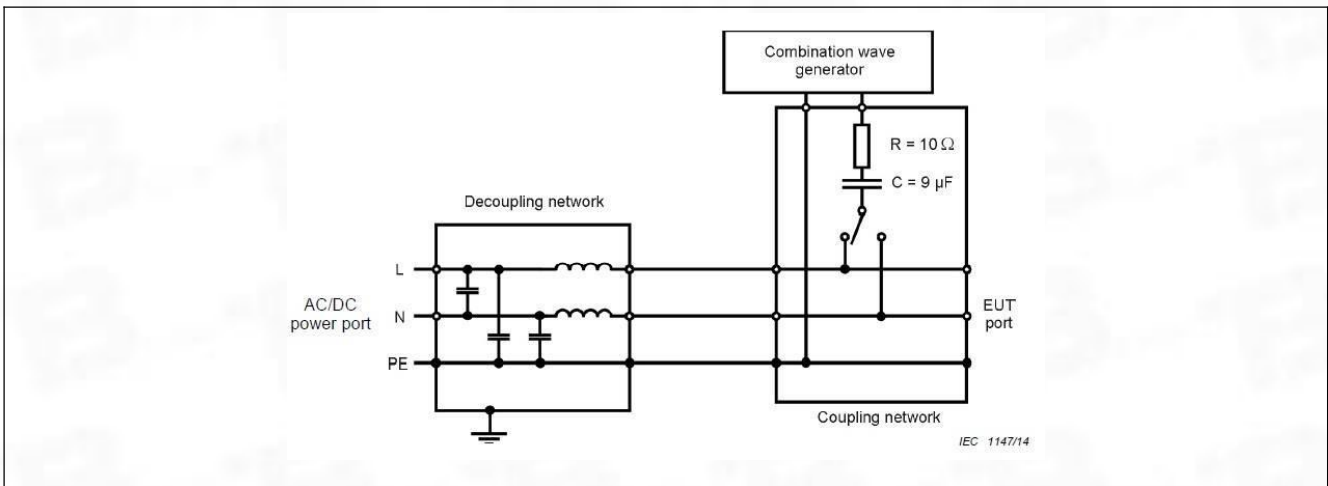 Combination wave
generator
R = 10 Ω
C = 9 µF
Decoupling network
L
AC/DC
power port
N
EUT
port
PE
Coupling network
IEC 1147/14